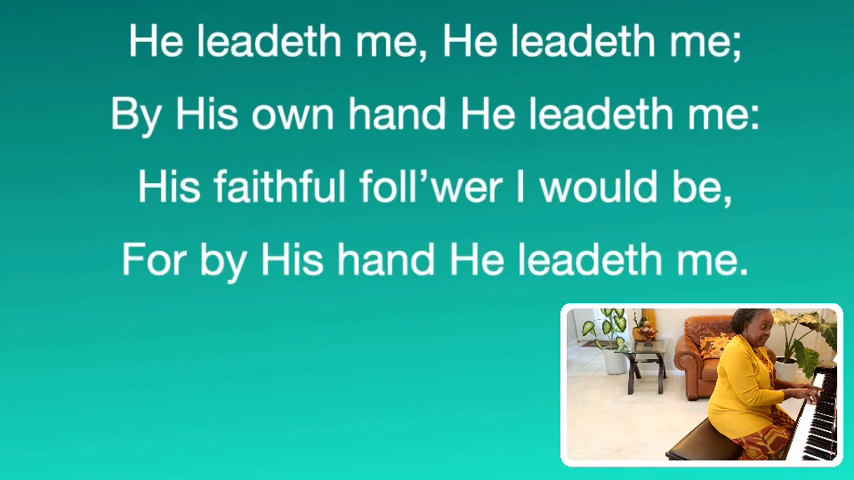 He leadeth me, He leadeth me;
By His own hand He leadeth me:
His faithful foll’wer I would be,
For by His hand He leadeth me.